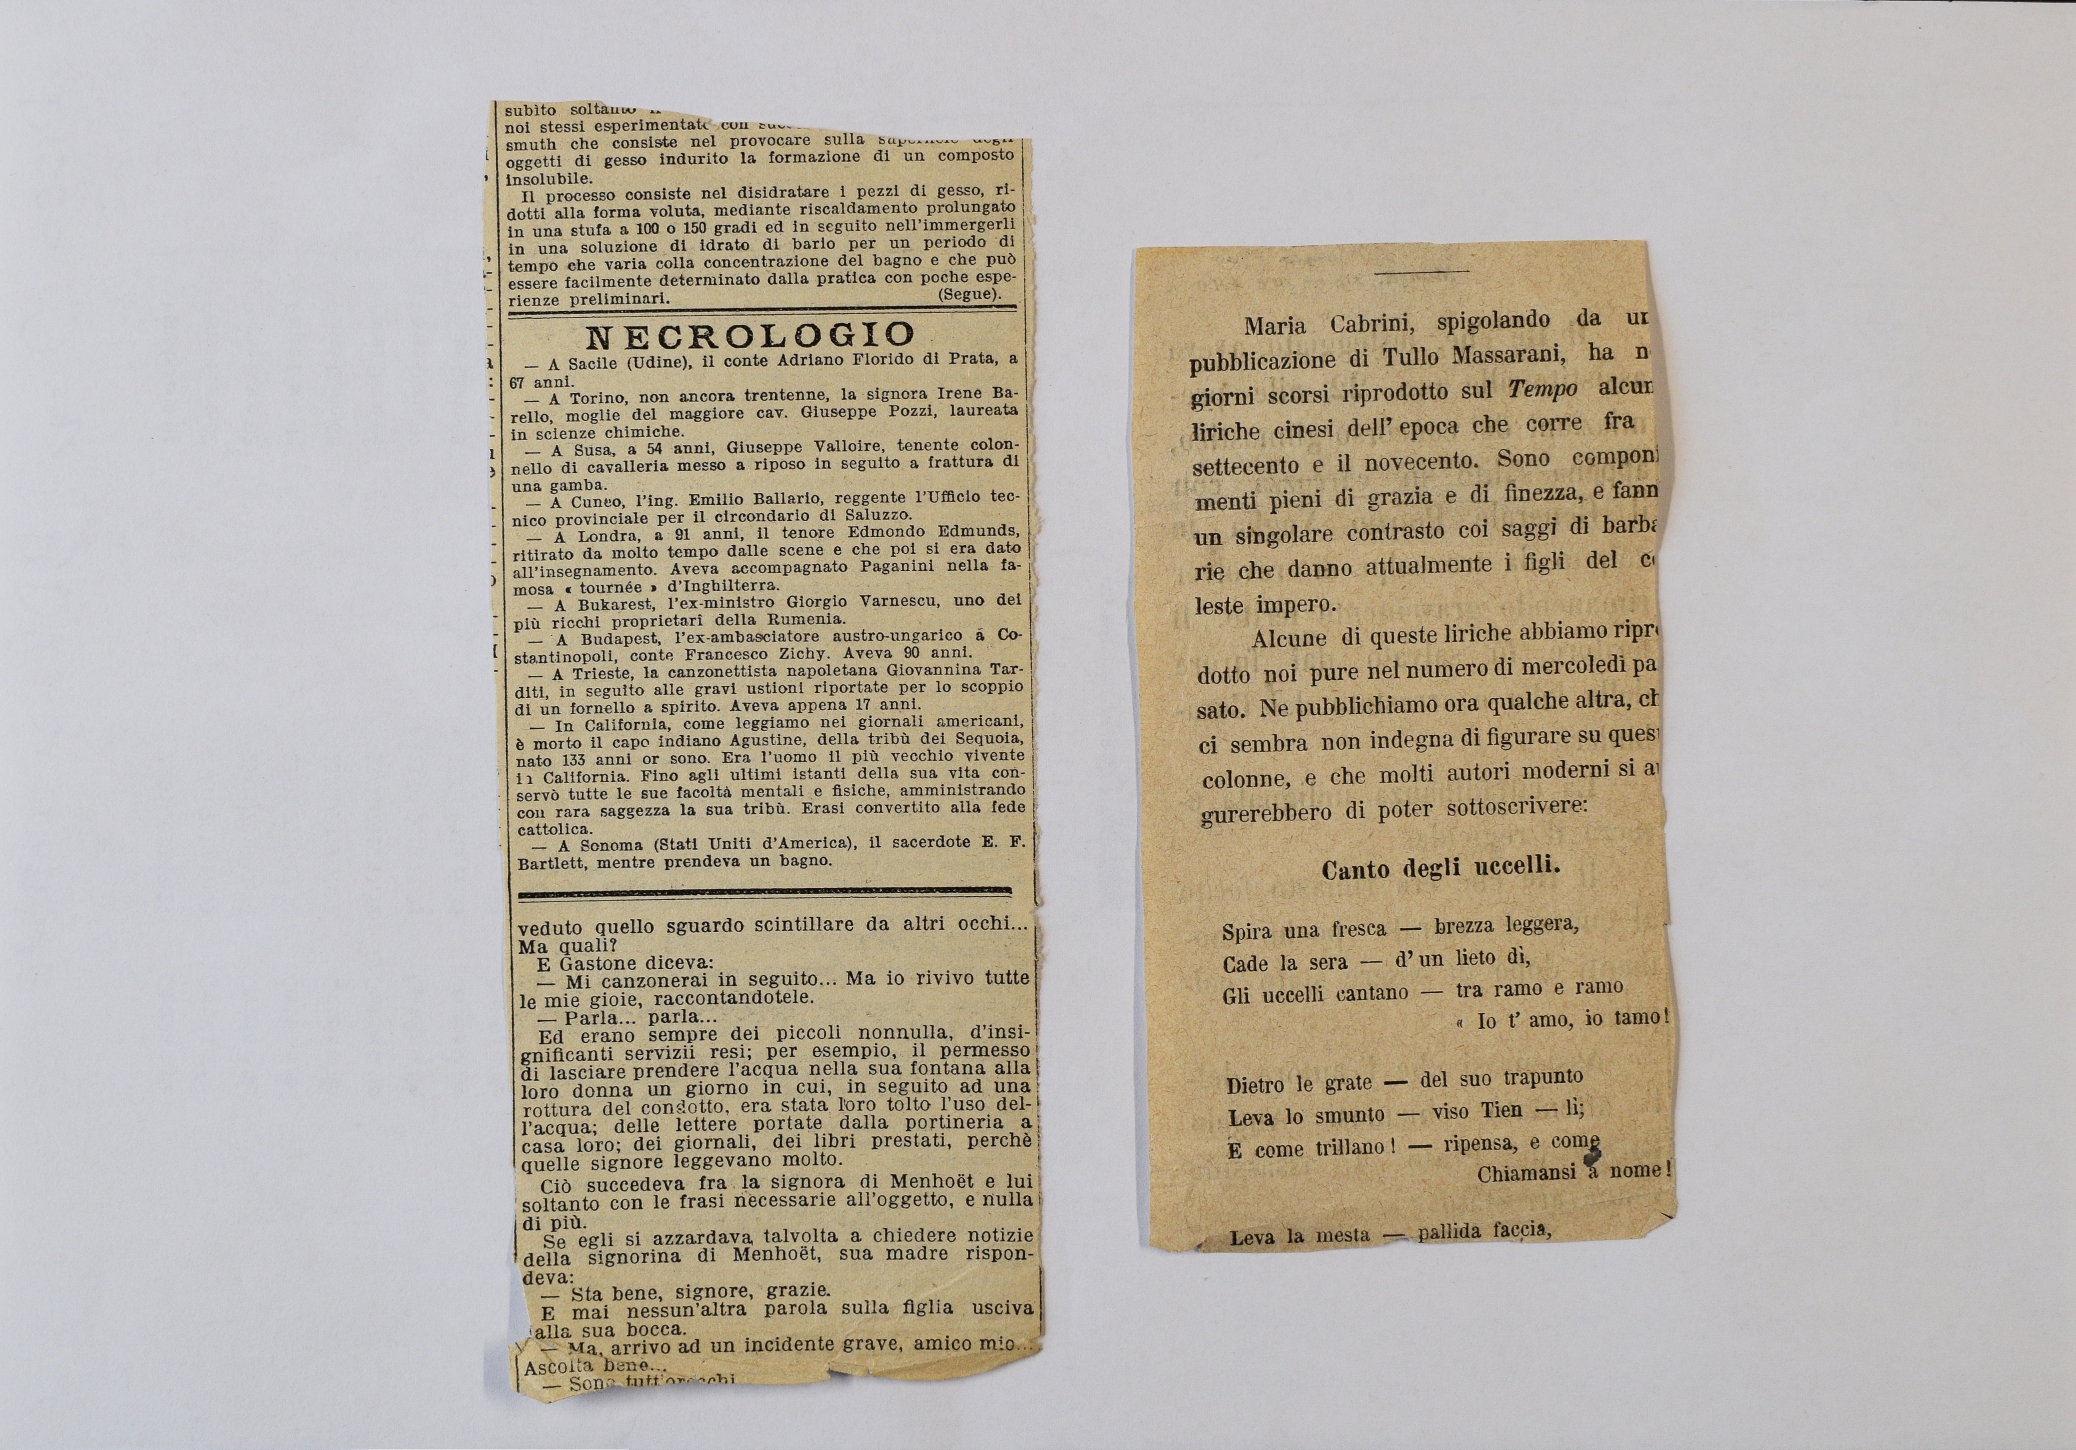 subito soltanto
noi stessi esperimentate con
smuth che consiste nel provocare sulla superficie degli
oggetti di gesso indurito la formazione di un composto
insolubile.
Il processo consiste nel disidratare i pezzi di gesso, ri-
dotti alla forma voluta, mediante riscaldamento prolungato
in una stufa a 100 o 150 gradi ed in seguito nell'immergerli
in una soluzione di idrato di bario per un periodo di
tempo che varia colla concentrazione del bagno e che può
essere facilmente determinato dalla pratica con poche espe-
rienze preliminari. (Segue).
NECROLOGIO
— A Sacile (Udine), il conte Adriano Florido di Prata, a
67 anni.
— A Torino, non ancora trentenne, la signora Irene Ba-
rello, moglie del maggiore cav. Giuseppe Pozzi, laureata
in scienze chimiche.
— A Susa, a 54 anni, Giuseppe Valloire, tenente colon-
nello di cavalleria messo a riposo in seguito a frattura di
una gamba.
— A Cuneo, l'ing. Emilio Ballario, reggente l'Ufficio tec-
nico provinciale per il circondario di Saluzzo.
— A Londra, a 91 anni, il tenore Edmondo Edmunds,
ritirato da molto tempo dalle scene e che poi si era dato
all'insegnamento. Aveva accompagnato Paganini nella fa-
mosa « tournée » d'Inghilterra.
— A Bukarest, l'ex-ministro Giorgio Varnescu, uno dei
più ricchi proprietari della Rumenia.
— A Budapest, l'ex-ambasciatore austro-ungarico á Co-
stantinopoli, conte Francesco Zichy. Aveva 90 anni.
— A Trieste, la canzonettista napoletana Giovannina Tar-
diti, in seguito alle gravi ustioni riportate per lo scoppio
di un fornello a spirito. Aveva appena 17 anni.
— In California, come leggiamo nei giornali americani,
è morto il capo indiano Agustine, della tribù dei Sequoia,
nato 133 anni or sono. Era l'uomo il più vecchio vivente
in California. Fino agli ultimi istanti della sua vita con-
servò tutte le sue facoltà mentali e fisiche, amministrando
con rara saggezza la sua tribù. Erasi convertito alla fede
cattolica.
— A Sonoma (Stati Uniti d'America), il sacerdote E. F.
Bartlett, mentre prendeva un bagno.
veduto quello sguardo scintillare da altri occhi...
Ma quali?
E Gastone diceva:
— Mi canzonerai in seguito... Ma io rivivo tutte
le mie gioie, raccontandotele.
— Parla... parla...
Ed erano sempre dei piccoli nonnulla, d'insi-
gnificanti servizii resi; per esempio, il permesso
di lasciare prendere l'acqua nella sua fontana alla
loro donna un giorno in cui, in seguito ad una
rottura del condotto, era stata loro tolto l'uso del-
l'acqua; delle lettere portate dalla portineria a
casa loro; dei giornali, dei libri prestati, perchè
quelle signore leggevano molto.
Ciò succedeva fra la signora di Menhoët e lui
soltanto con le frasi necessarie all'oggetto, e nulla
di più.
Se egli si azzardava talvolta a chiedere notizie
della signorina di Menhoët, sua madre rispon-
deva:
— Sta bene, signore, grazie.
E mai nessun'altra parola sulla figlia usciva
dalla sua bocca.
— Ma, arrivo ad un incidente grave, amico mio...
Ascolta bene...
— Sono tutt'orecchi
Maria Cabrini, spigolando da un
pubblicazione di Tullo Massarani, ha n
giorni scorsi riprodotto sul Tempo alcun
liriche cinesi dell' epoca che corre fra
settecento e il novecento. Sono componi
menti pieni di grazia e di finezza, e fann
un singolare contrasto coi saggi di barba
rie che danno attualmente i figli del ce
leste impero.
Alcune di queste liriche abbiamo ripro
dotto noi pure nel numero di mercoledì pa
sato. Ne pubblichiamo ora qualche altra, ch
ci sembra non indegna di figurare su quest
colonne, e che molti autori moderni si au
gurerebbero di poter sottoscrivere:
Canto degli uccelli.
Spira una fresca — brezza leggera,
Cade la sera — d' un lieto dì,
Gli uccelli cantano — tra ramo e ramo
« Io t' amo, io tamo!
Dietro le grate — del suo trapunto
Leva lo smunto — viso Tien — lì;
E come trillano! — ripensa, e come
Chiamansi a nome!
Leva la mesta — pallida faccia,